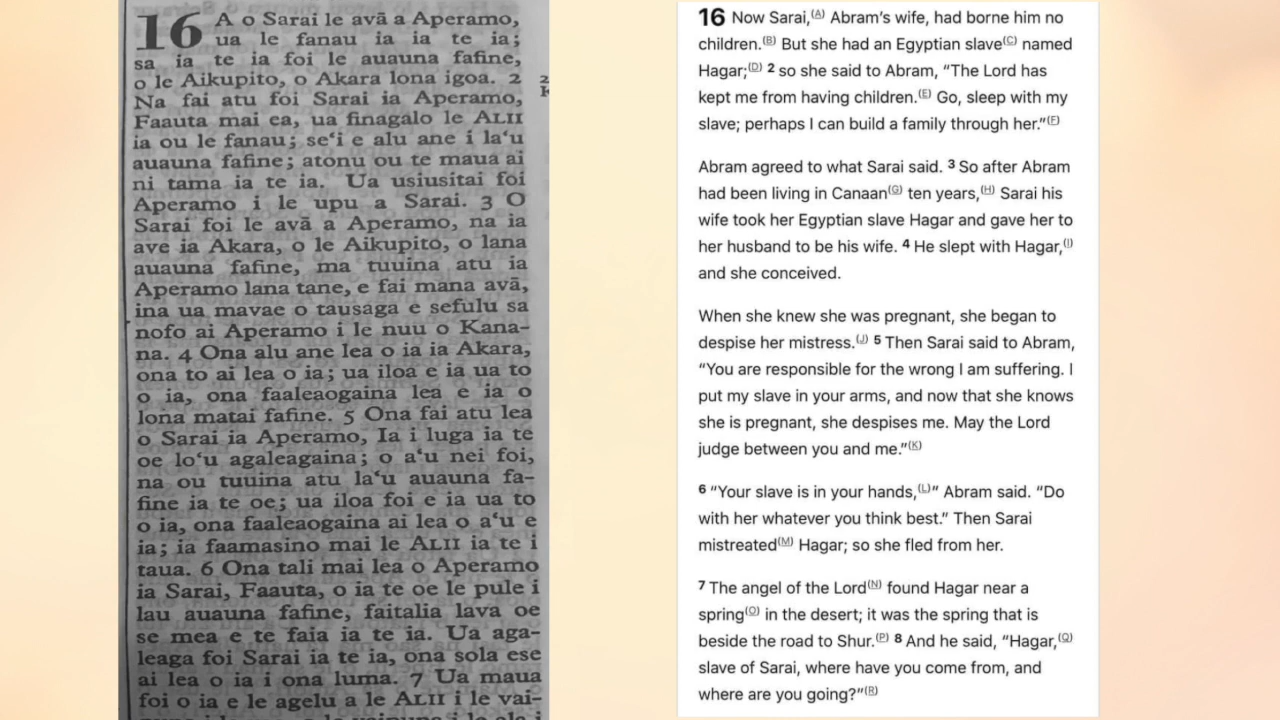 16 A o Sarai le avā a Aperamo,
ua le fanau ia ia te ia;
sa ia te ia foi le auauna fafine,
o le Aikupito, o Akara lona igoa. 2
Na fai atu foi Sarai ia Aperamo,
Faauta mai ea, ua finagalo le ALII
ia ou le fanau; se‘i e alu ane i la‘u
auauna fafine; atonu ou te maua ai
ni tama ia te ia. Ua usiusitai foi
Aperamo i le upu a Sarai. 3 O
Sarai foi le avā a Aperamo, na ia
ave ia Akara, o le Aikupito, o lana
auauna fafine, ma tuuina atu ia
Aperamo lana tane, e fai mana avā,
ina ua mavae o tausaga e sefulu sa
nofo ai Aperamo i le nuu o Kana-
na. 4 Ona alu ane lea o ia ia Akara,
ona to ai lea o ia; ua iloa e ia ua to
o ia, ona faaleaogaina lea e ia o
lona matai fafine. 5 Ona fai atu lea
o Sarai ia Aperamo, Ia i luga ia te
oe lo‘u agaleagaina; o a‘u nei foi,
na ou tuuina atu la‘u auauna fa-
fine ia te oe; ua iloa foi e ia ua to
o ia, ona faaleaogaina ai lea o a‘u e
ia; ia faamasino mai le ALII ia te i
taua. 6 Ona tali mai lea o Aperamo
ia Sarai, Faauta, o ia te oe le pule i
lau auauna fafine, faitalia lava oe
se mea e te faia ia te ia. Ua aga-
leaga foi Sarai ia te ia, ona sola ese
ai lea o ia i ona luma. 7 Ua maua
foi o ia e le agelu a le ALII i le vai-
16 Now Sarai,(A) Abram’s wife, had borne him no
children.(B) But she had an Egyptian slave(C) named
Hagar;(D) 2 so she said to Abram, “The Lord has
kept me from having children.(E) Go, sleep with my
slave; perhaps I can build a family through her.”(F)
Abram agreed to what Sarai said. 3 So after Abram
had been living in Canaan(G) ten years,(H) Sarai his
wife took her Egyptian slave Hagar and gave her to
her husband to be his wife. 4 He slept with Hagar,(I)
and she conceived.
When she knew she was pregnant, she began to
despise her mistress.(J) 5 Then Sarai said to Abram,
“You are responsible for the wrong I am suffering. I
put my slave in your arms, and now that she knows
she is pregnant, she despises me. May the Lord
judge between you and me.”(K)
6 “Your slave is in your hands,(L)” Abram said. “Do
with her whatever you think best.” Then Sarai
mistreated(M) Hagar; so she fled from her.
7 The angel of the Lord(N) found Hagar near a
spring(O) in the desert; it was the spring that is
beside the road to Shur.(P) 8 And he said, “Hagar,(Q)
slave of Sarai, where have you come from, and
where are you going?”(R)